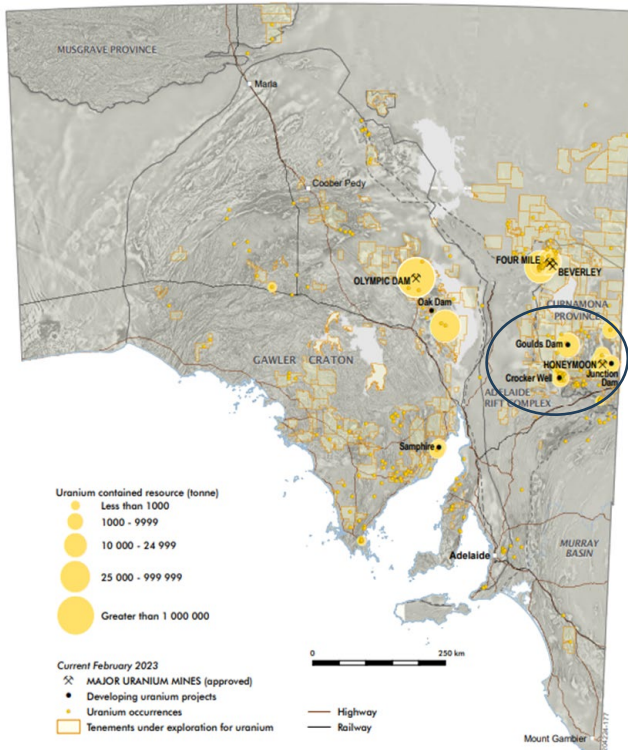 MUSGRAVE PROVINCE
Marla
Coober Pedy
FOUR MILE
BEVERLEY
OLYMPIC DAM
Oak Dam
CURNAMONA
PROVINCE
Goulds Dam
HONEYMOON
GAWLER CRATON
Crocker Well
Junction
Dam
ADELAIDE
RIFT COMPLEX
Samphire
Uranium contained resource (tonne)
Less than 1000
1000 - 9999
10 000 - 24 999
25 000 - 999 999
Greater than 1 000 000
MURRAY
BASIN
Adelaide
0 250 km
Current February 2023
MAJOR URANIUM MINES (approved)
Developing uranium projects
Uranium occurrences
Highway
Tenements under exploration for uranium
Railway
Mount Gambier